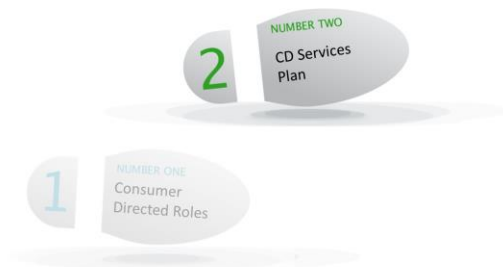 2
NUMBER TWO
CD Services
Plan
1
NUMBER ONE
Consumer
Directed Roles